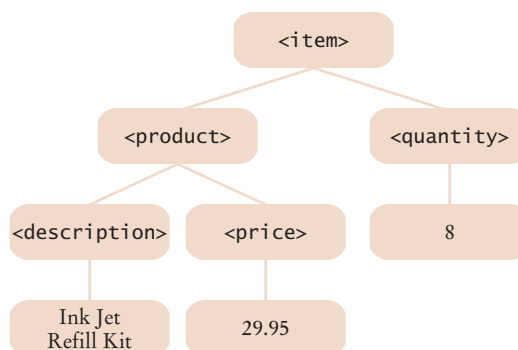 <item>
<product>
<quantity>
<description>
<price>
8
Ink Jet
Refill Kit
29.95